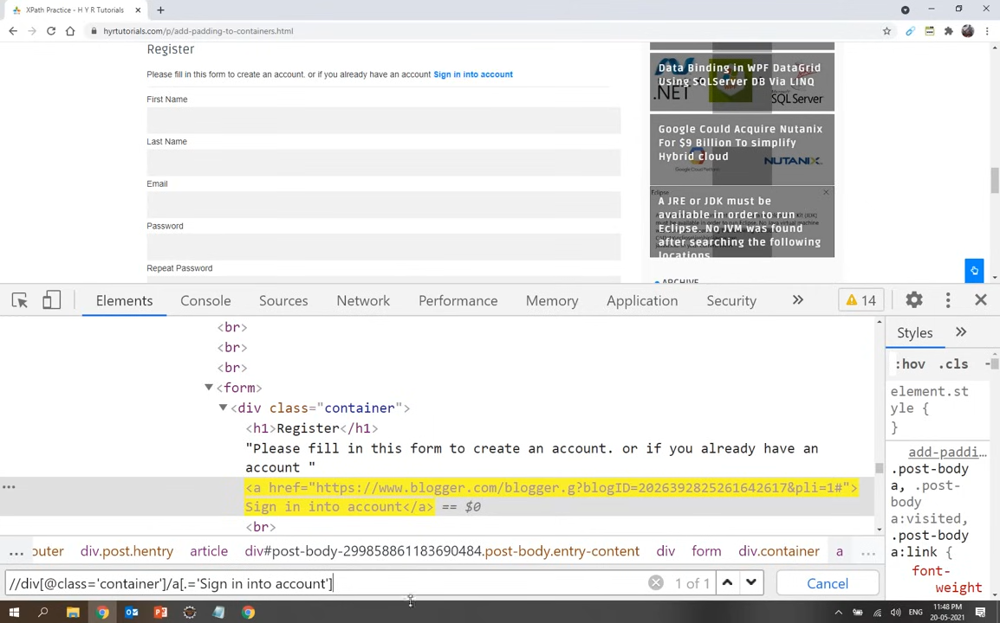 XPath Practice - H Y R Tutorials
hyrtutorials.com/p/add-padding-to-containers.html
Register
Please fill in this form to create an account. or if you already have an account Sign in into account
First Name
Last Name
Email
Password
Repeat Password
Data Binding in WPF DataGrid
Using SQLServer DB Via LINQ
.NET
SQL Server
Google Could Acquire Nutanix
For $9 Billion To simplify
Hybrid cloud
Google Cloud Platform
NUTANIX
Eclipse
A JRE or JDK must be
available in order to run
Eclipse. No JVM was found
after searching the following
locations
ARCHIVE
Elements Console Sources Network Performance Memory Application Security » 14
<br>
<br>
<br>
<form>
<div class="container">
<h1>Register</h1>
"Please fill in this form to create an account. or if you already have an
account "
... <a href="https://www.blogger.com/blogger.g?blogID=2026392825261642617&pli=1#">
Sign in into account</a> == $0
<br>
Styles »
:hov .cls
element.st
yle {
}
add-paddi…
.post-body
a, .post-
body
a:visited,
.post-body
a:link {
font-
weight
... outer div.post.hentry article div#post-body-299858861183690484.post-body.entry-content div form div.container a ...
//div[@class='container']/a[.='Sign in into account']
1 of 1
Cancel
ENG
11:48 PM
20-05-2021